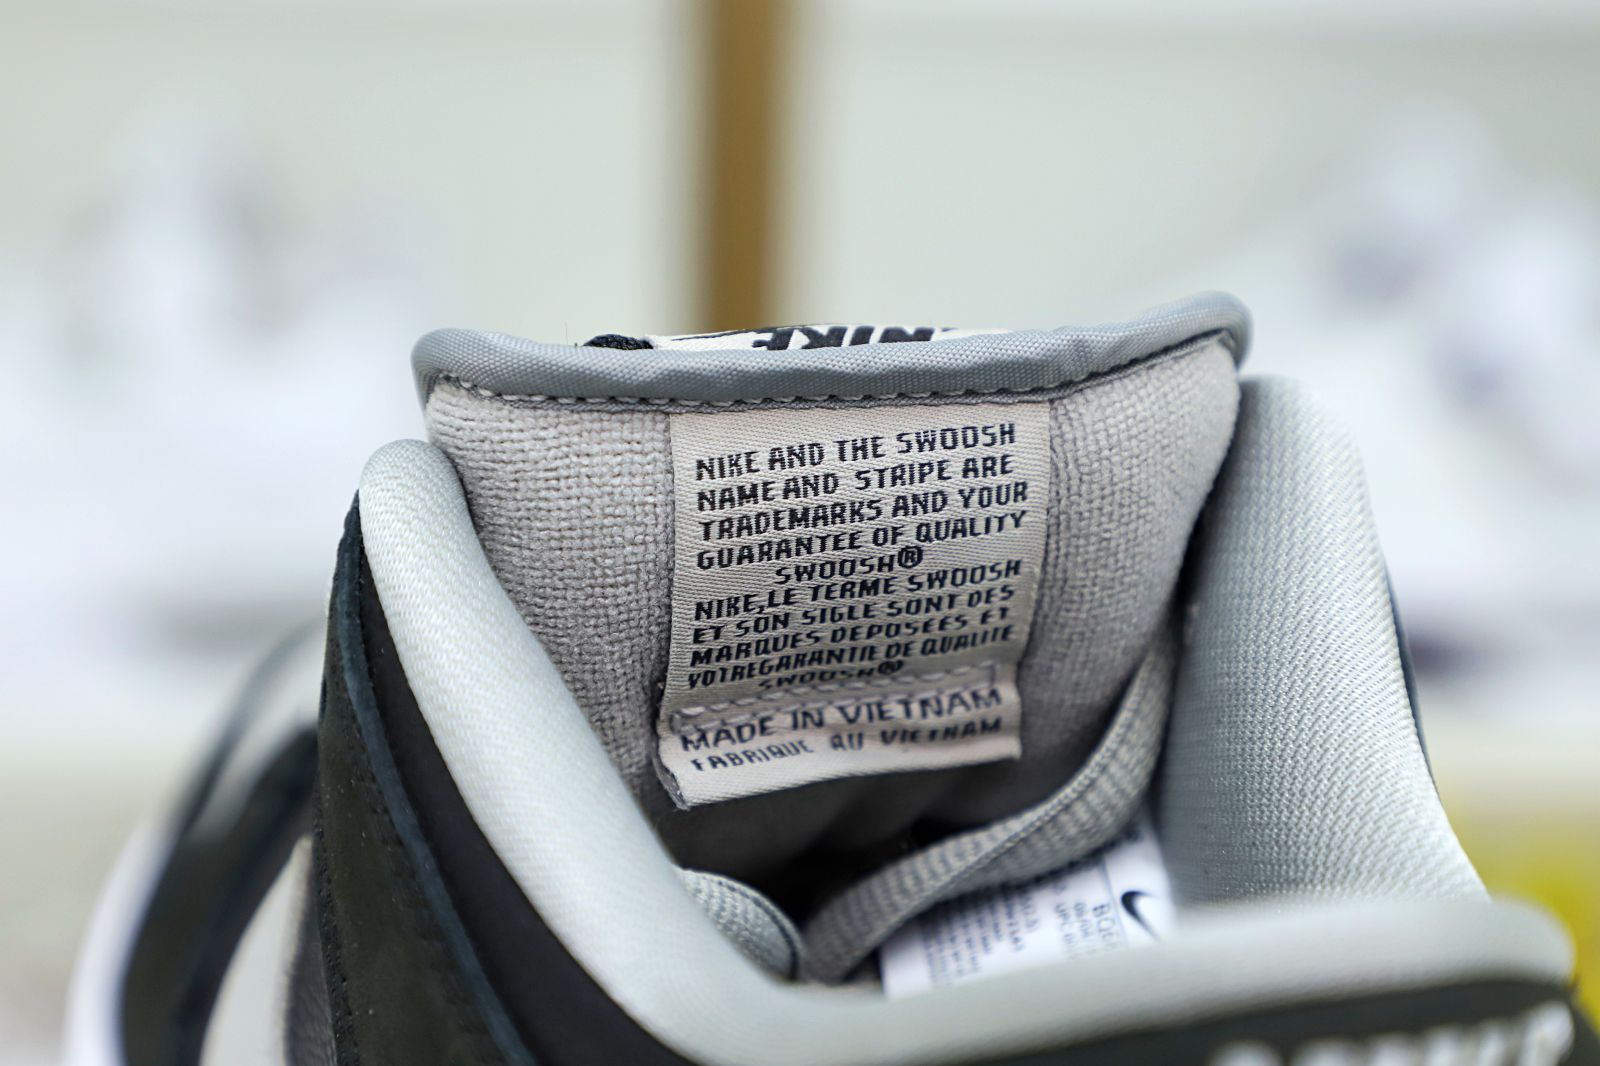 NIKE
NIKE AND THE SWOOSH
NAME AND STRIPE ARE
TRADEMARKS AND YOUR
GUARANTEE OF QUALITY
SWOOSH®
NIKE,LE TERME SWOOSH
ET SON SIGLE SONT DES
MARQUES DEPOSEES ET
VOTREGARANTIE DE QUALITE
SWOOSH®
MADE IN VIETNAM
FABRIQUE AU VIETNAM